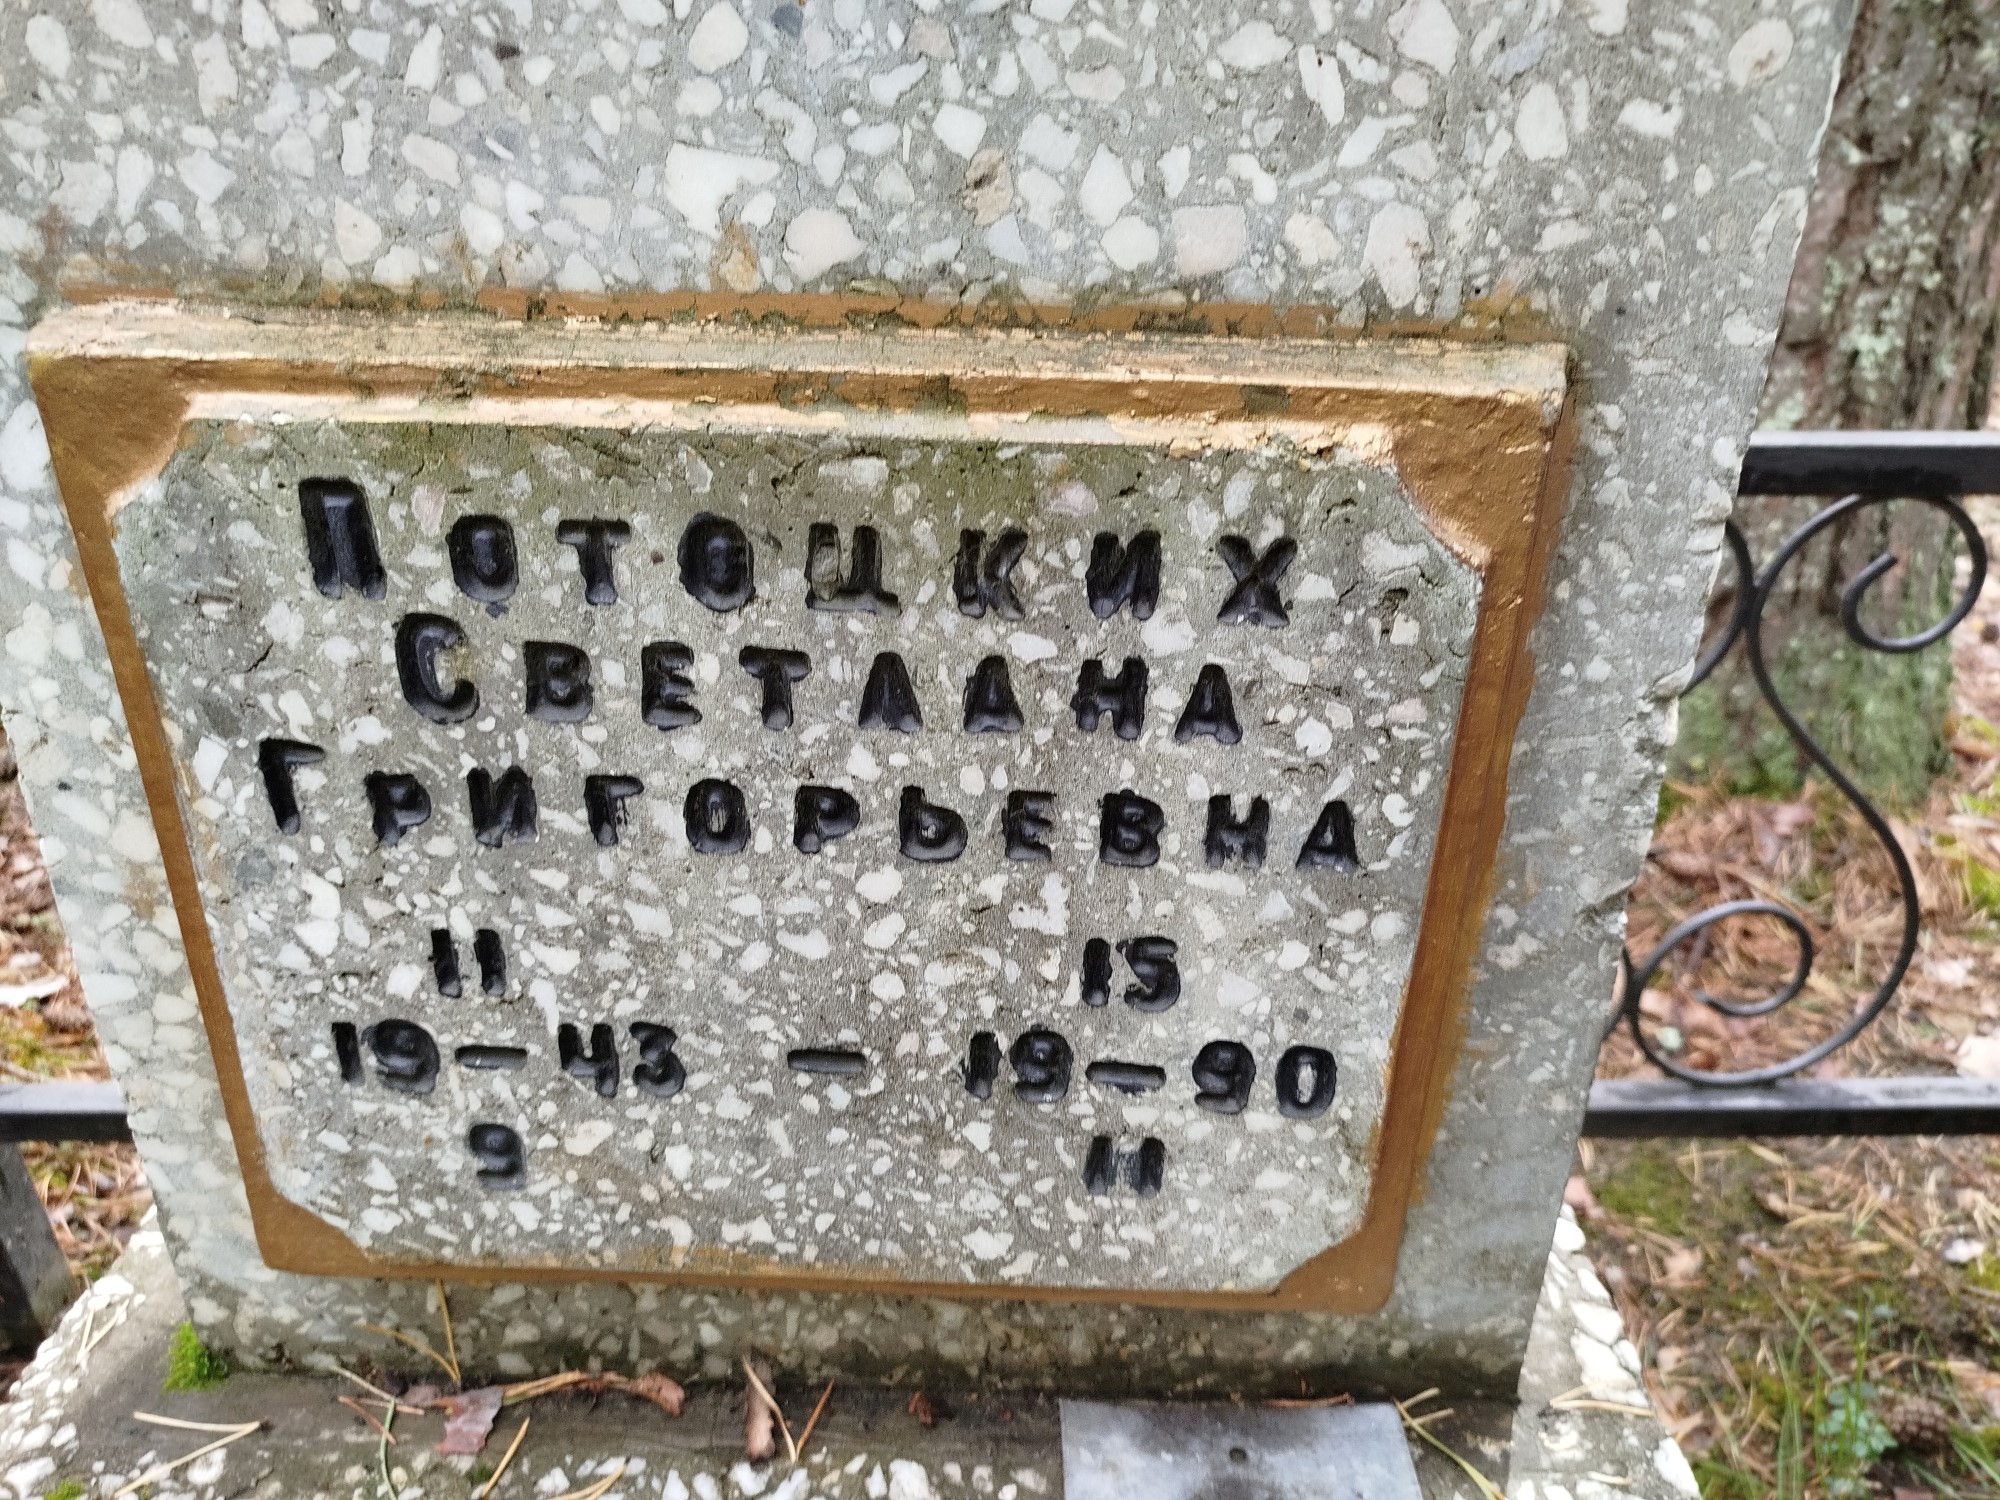 Потоцких
Светлана
Григорьевна
11 15
19—43 — 19—90
9 11